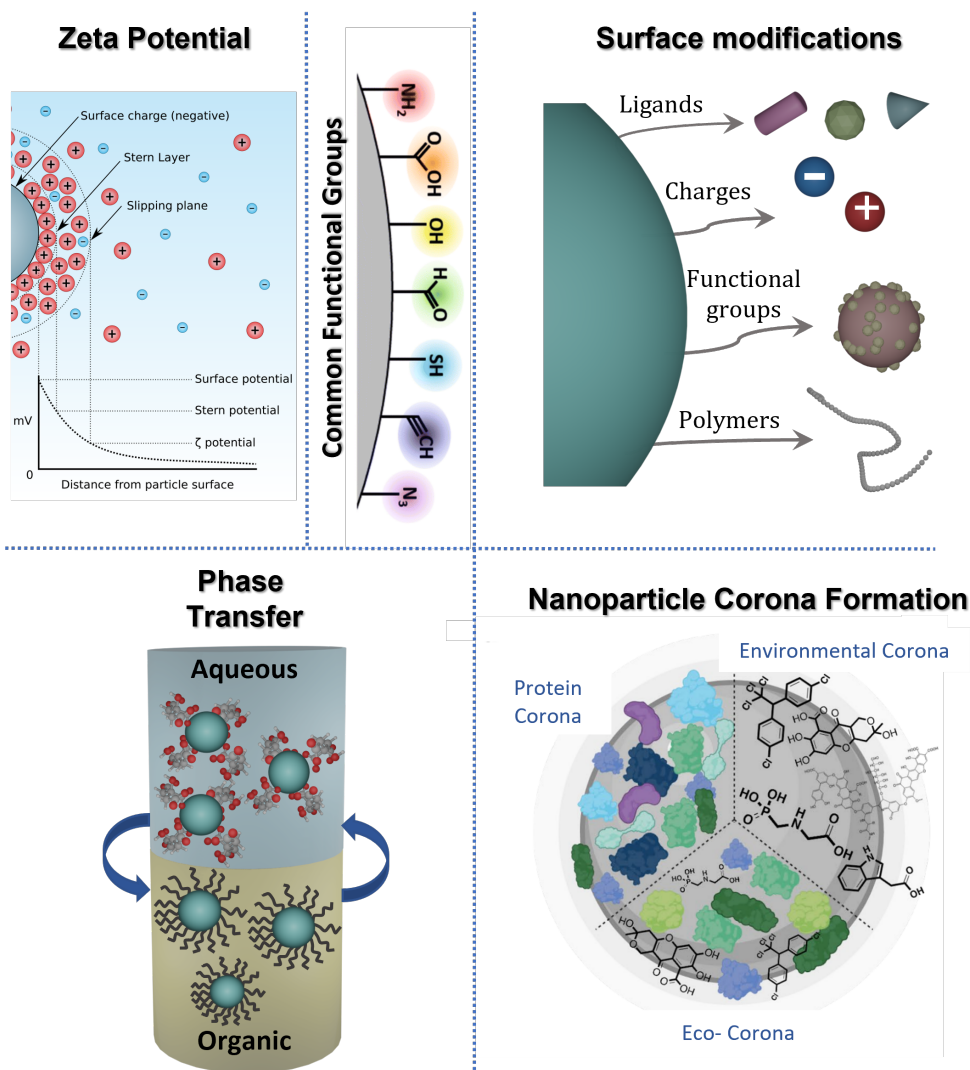 Zeta Potential
Surface charge (negative)
Stern Layer
Slipping plane
Surface potential
Stern potential
ζ potential
mV
0
Distance from particle surface
Common Functional Groups
NH2
O
OH
OH
H
O
SH
CH
N3
Surface modifications
Ligands
Charges
Functional
groups
Polymers
Phase
Transfer
Aqueous
Organic
Nanoparticle Corona Formation
Environmental Corona
Protein
Corona
Eco- Corona